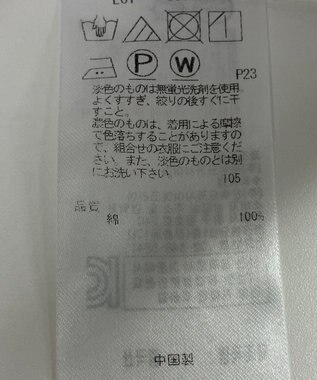 P W
P23
淡色のものは無蛍光洗剤を使用
よくすすぎ、絞りの後すぐに干
すこと。
濃色のものは、着用による摩擦
で色落ちすることがありますの
で、組合せの衣服にご注意くださ
い。また、淡色のものとは別
にお洗い下さい。
105
品質
綿 100%
中国製